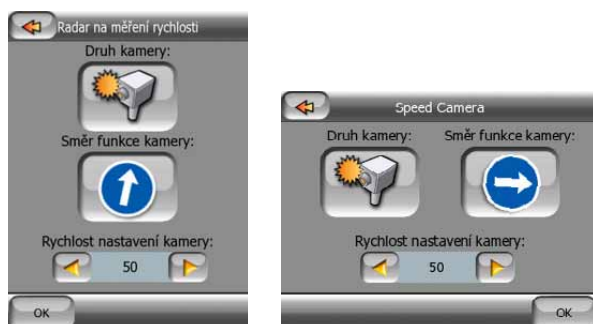 Radar na měření rychlosti
Druh kamery:
Směr funkce kamery:
Rychlost nastavení kamery:
50
OK
Speed Camera
Druh kamery: Směr funkce kamery:
Rychlost nastavení kamery:
50
OK